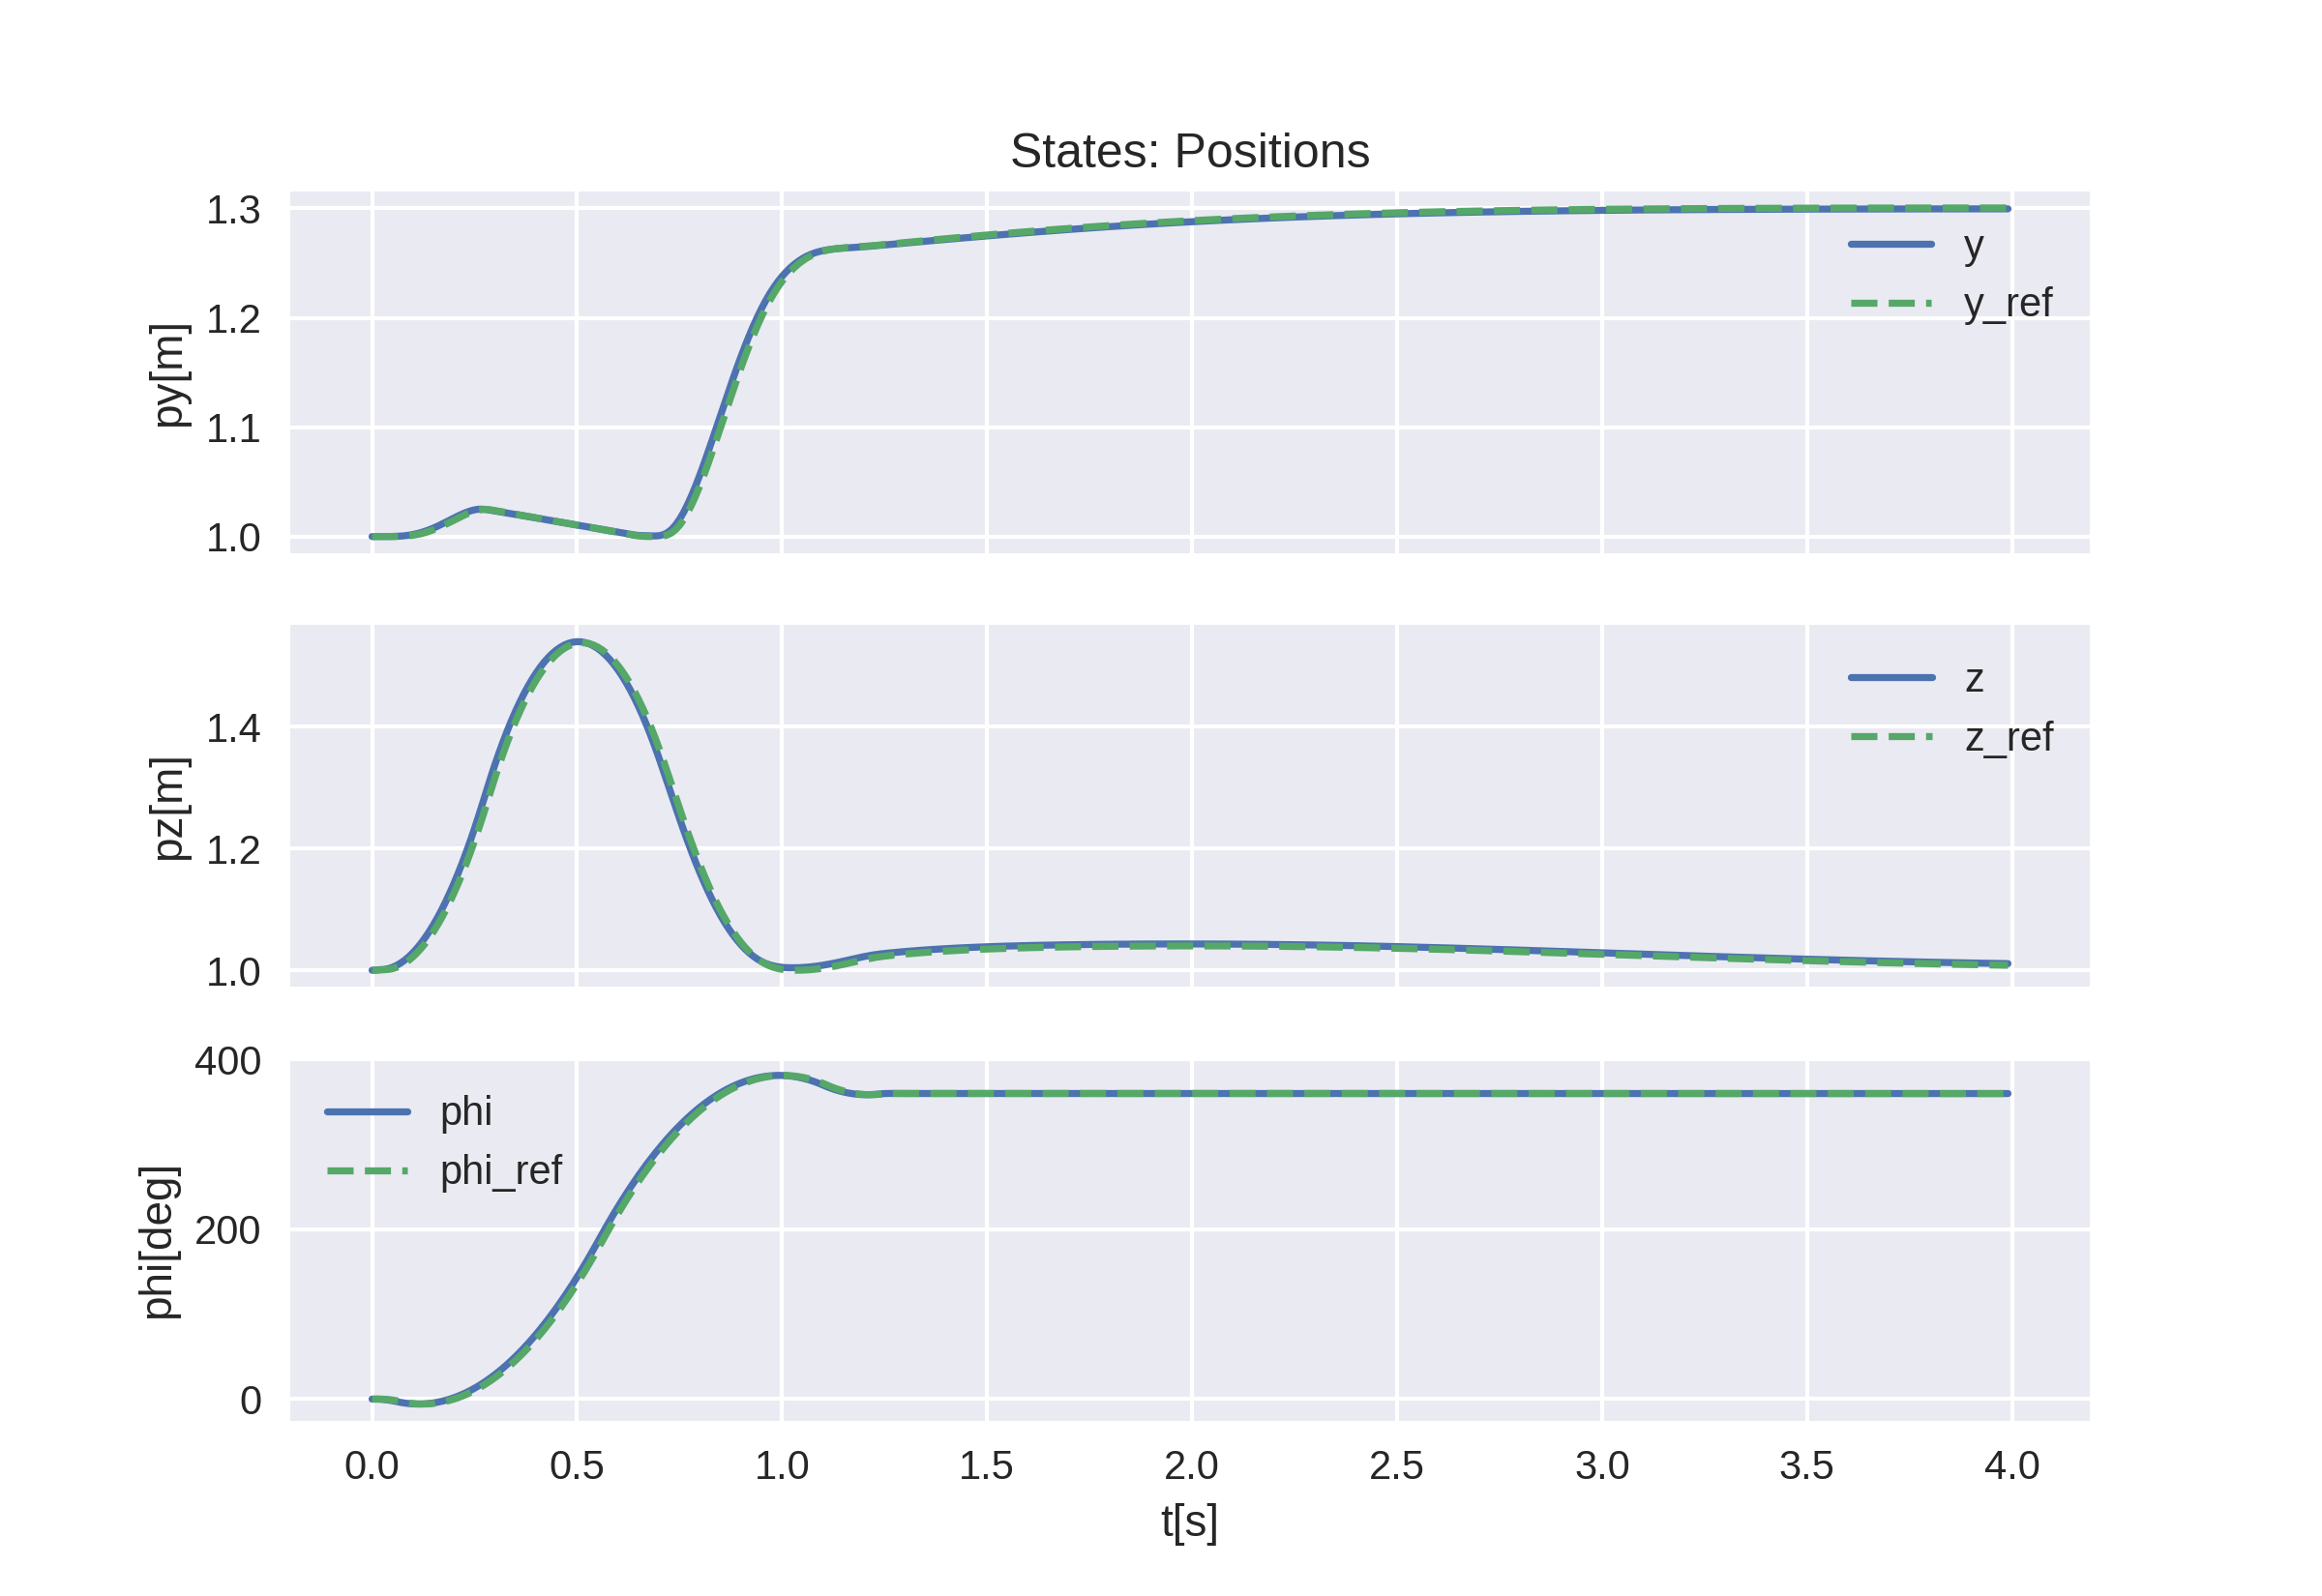 States: Positions
py[m]
1.3
1.2
1.1
1.0
y
y_ref
pz[m]
1.4
1.2
1.0
z
z_ref
phi[deg]
400
200
0
phi
phi_ref
0.0 0.5 1.0 1.5 2.0 2.5 3.0 3.5 4.0
t[s]